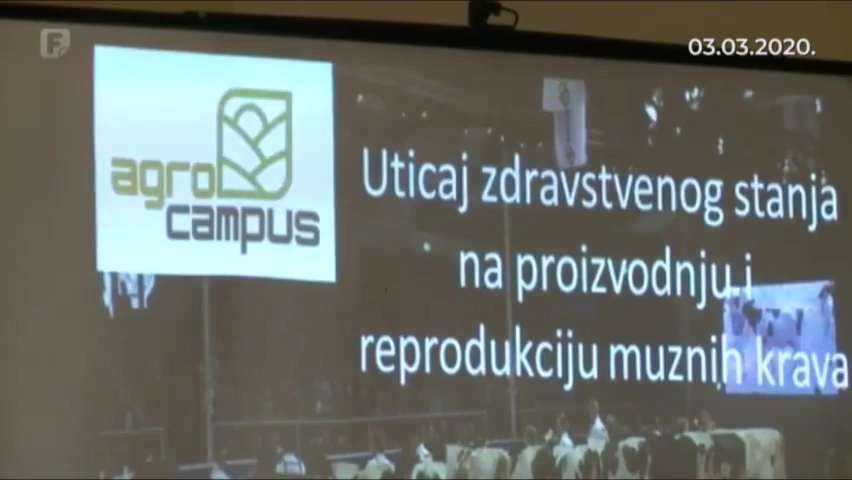 F
03.03.2020.
agro
campus
Uticaj zdravstvenog stanja
na proizvodnju i
reprodukciju muznih krava